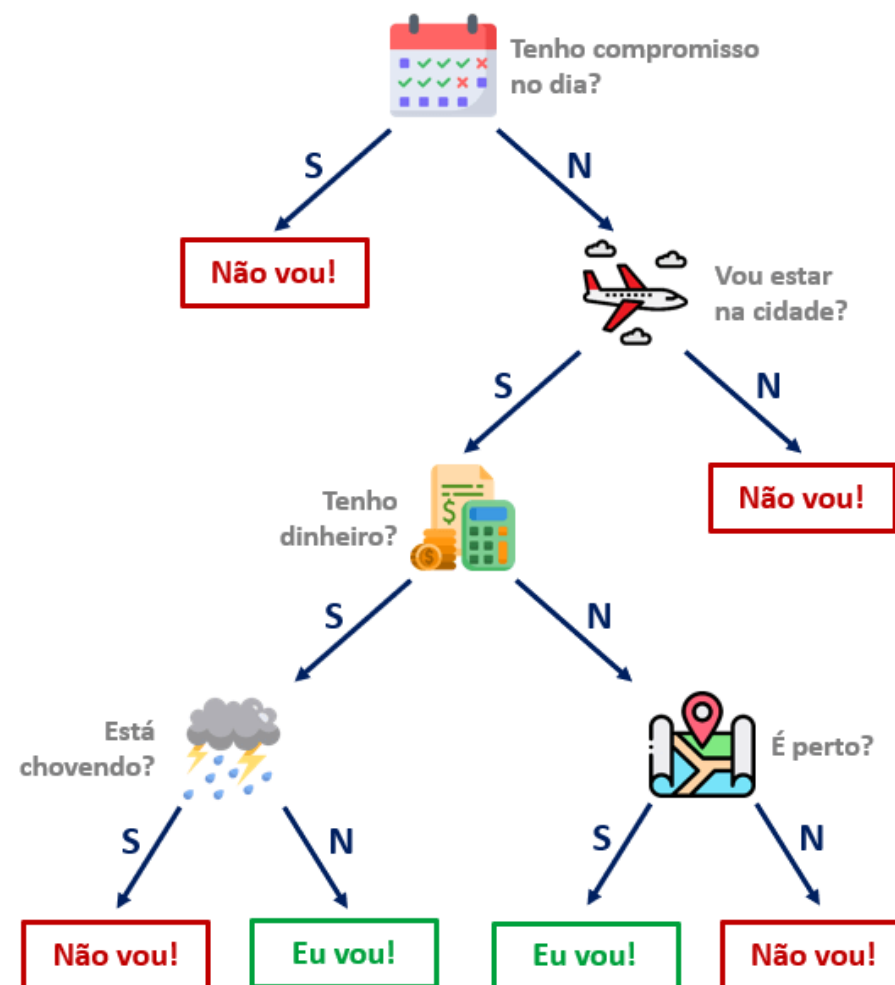 Tenho compromisso
no dia?
S
N
Não vou!
Vou estar
na cidade?
S
N
Tenho
dinheiro?
$
$
Não vou!
S
N
Está
chovendo?
É perto?
S
N
S
N
Não vou!
Eu vou!
Eu vou!
Não vou!